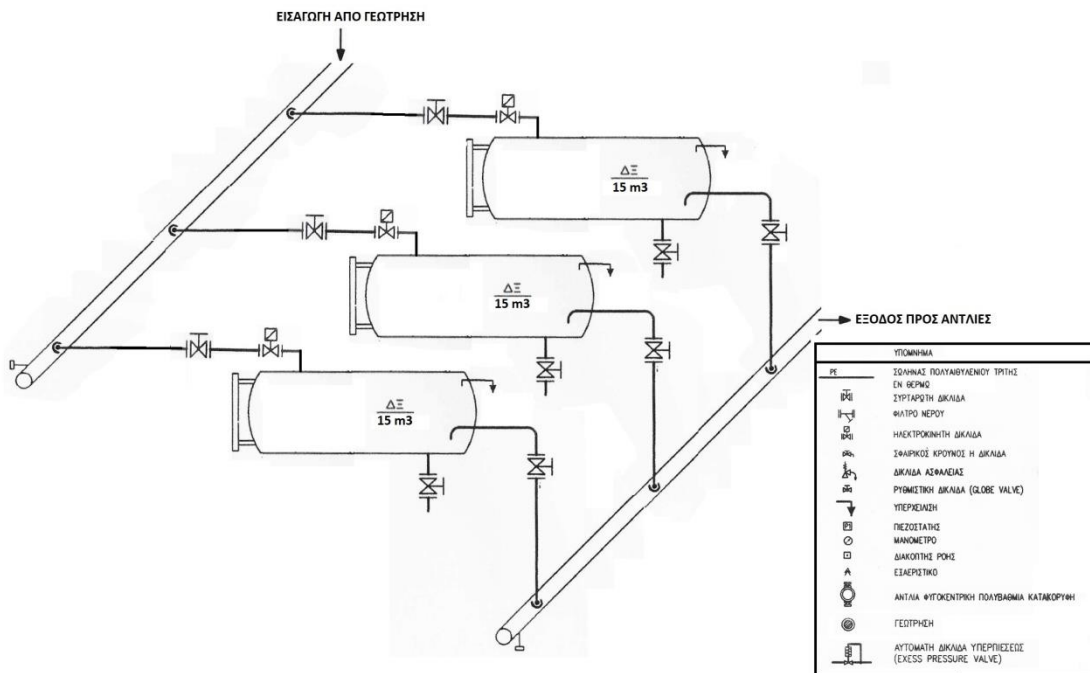 ΕΙΣΑΓΩΓΗ ΑΠΟ ΓΕΩΤΡΗΣΗ
ΔΞ
15 m3
ΔΞ
15 m3
ΔΞ
15 m3
ΕΞΟΔΟΣ ΠΡΟΣ ΑΝΤΛΙΕΣ
ΥΠΟΜΝΗΜΑ
PE ΣΩΛΗΝΑΣ ΠΟΛΥΑΙΘΥΛΕΝΙΟΥ ΤΡΙΤΗΣ
ΕΝ ΘΕΡΜΩ
ΣΥΡΤΑΡΩΤΗ ΔΙΚΛΙΔΑ
ΦΙΛΤΡΟ ΝΕΡΟΥ
ΗΛΕΚΤΡΟΚΙΝΗΤΗ ΔΙΚΛΙΔΑ
ΣΦΑΙΡΙΚΟΣ ΚΡΟΥΝΟΣ Η ΔΙΚΛΙΔΑ
ΔΙΚΛΙΔΑ ΑΣΦΑΛΕΙΑΣ
ΡΥΘΜΙΣΤΙΚΗ ΔΙΚΛΙΔΑ (GLOBE VALVE)
ΥΠΕΡΧΕΙΛΙΣΗ
ΠΙΕΖΟΣΤΑΤΗΣ
ΜΑΝΟΜΕΤΡΟ
ΔΙΑΚΟΠΤΗΣ ΡΟΗΣ
ΕΞΑΕΡΙΣΤΙΚΟ
ΑΝΤΛΙΑ ΦΥΓΟΚΕΝΤΡΙΚΗ ΠΟΛΥΒΑΘΜΙΑ ΚΑΤΑΚΟΡΥΦΗ
ΓΕΩΤΡΗΣΗ
ΑΥΤΟΜΑΤΗ ΔΙΚΛΙΔΑ ΥΠΕΡΠΙΕΣΕΩΣ
(EXESS PRESSURE VALVE)